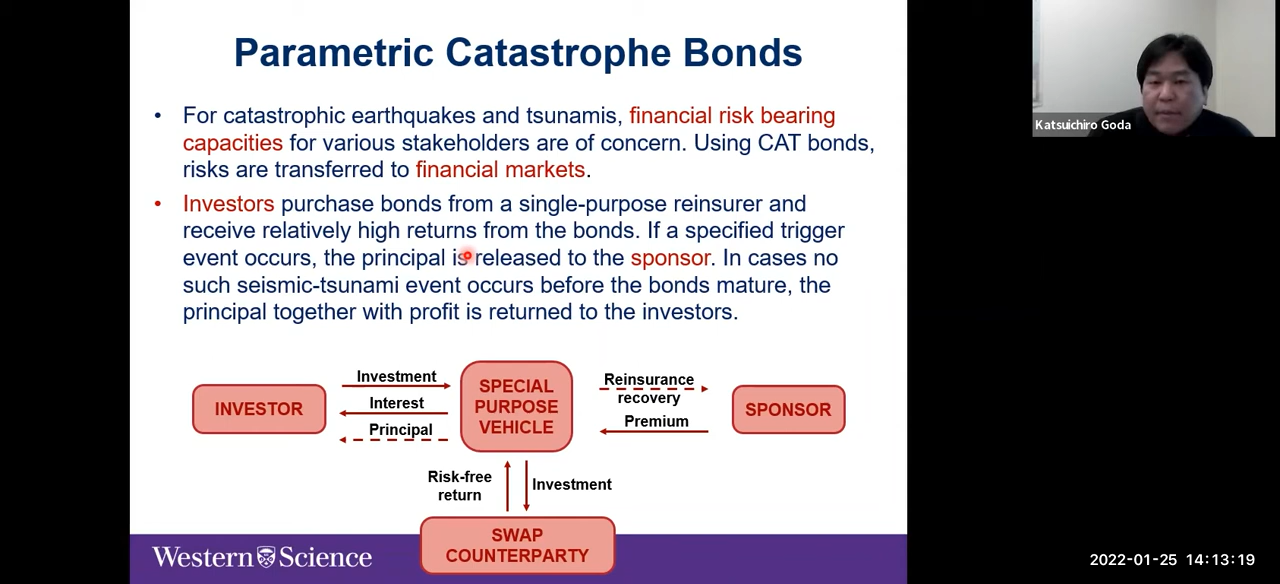 Parametric Catastrophe Bonds
• For catastrophic earthquakes and tsunamis, financial risk bearing
capacities for various stakeholders are of concern. Using CAT bonds,
risks are transferred to financial markets.
• Investors purchase bonds from a single-purpose reinsurer and
receive relatively high returns from the bonds. If a specified trigger
event occurs, the principal is released to the sponsor. In cases no
such seismic-tsunami event occurs before the bonds mature, the
principal together with profit is returned to the investors.
INVESTOR
Investment
Interest
Principal
SPECIAL
PURPOSE
VEHICLE
Reinsurance
recovery
Premium
SPONSOR
Risk-free
return
Investment
SWAP
COUNTERPARTY
Western Science
Katsuichiro Goda
2022-01-25 14:13:19